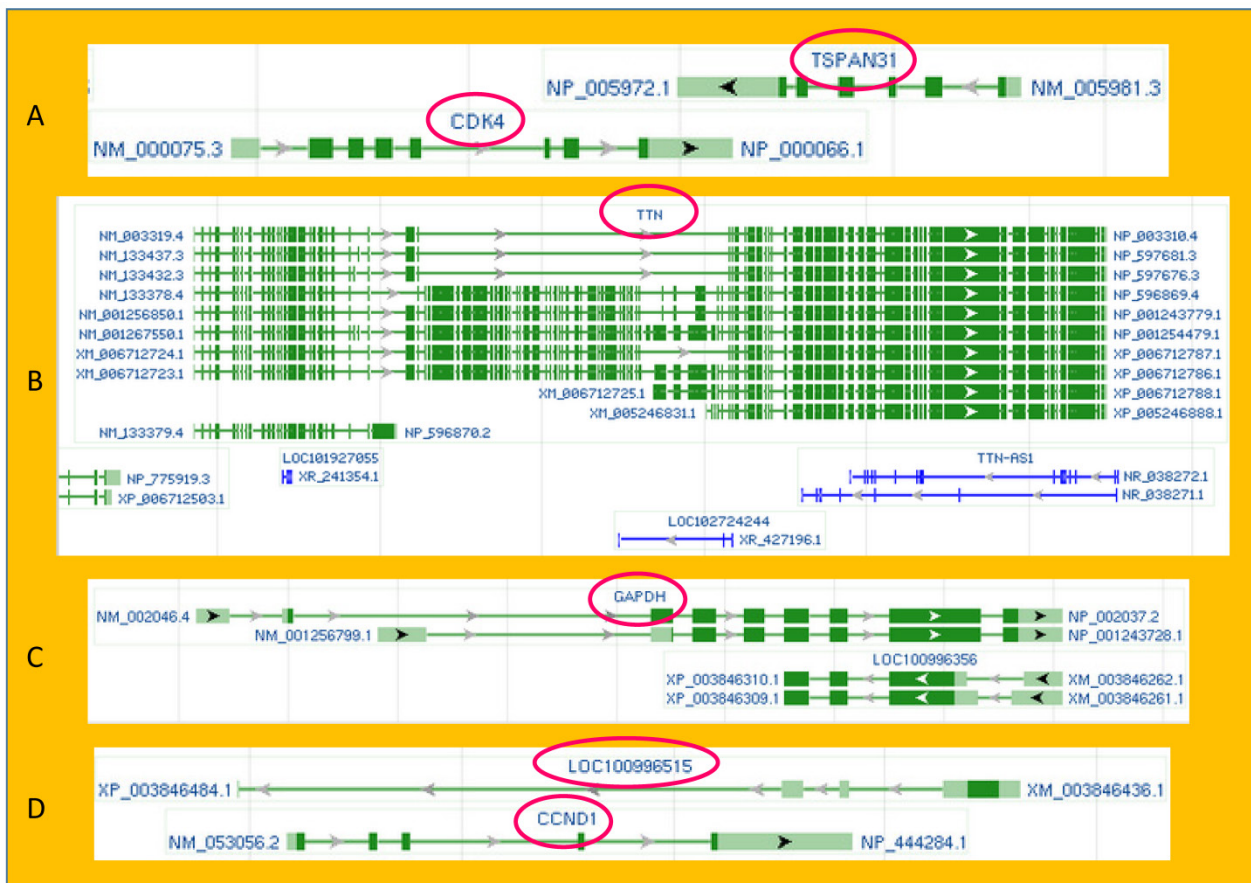 A
TSPAN31
NP_005972.1 NM_005981.3
CDK4
NM_000075.3 NP_000066.1
B
TTN
NM_003319.4 NP_003310.4
NM_133437.3 NP_597681.3
NM_133432.3 NP_597676.3
NM_133378.4 NP_596869.4
NM_001256850.1 NP_001243779.1
NM_001267550.1 NP_001254479.1
XM_006712724.1 XP_006712787.1
XM_006712723.1 XP_006712786.1
XM_006712725.1 XP_006712788.1
XM_005246831.1 XP_005246888.1
NM_133379.4 NP_596870.2
LOC101927055 TTN-AS1
NP_775919.3 XR_241354.1 NR_038272.1
XP_006712503.1 NR_038271.1
LOC102724244
XR_427196.1
C
GAPDH
NM_002046.4 NP_002037.2
NM_001256799.1 NP_001243728.1
LOC100996356
XP_003846310.1 XM_003846262.1
XP_003846309.1 XM_003846261.1
D
LOC100996515
XP_003846484.1 XM_003846436.1
CCND1
NM_053056.2 NP_444284.1